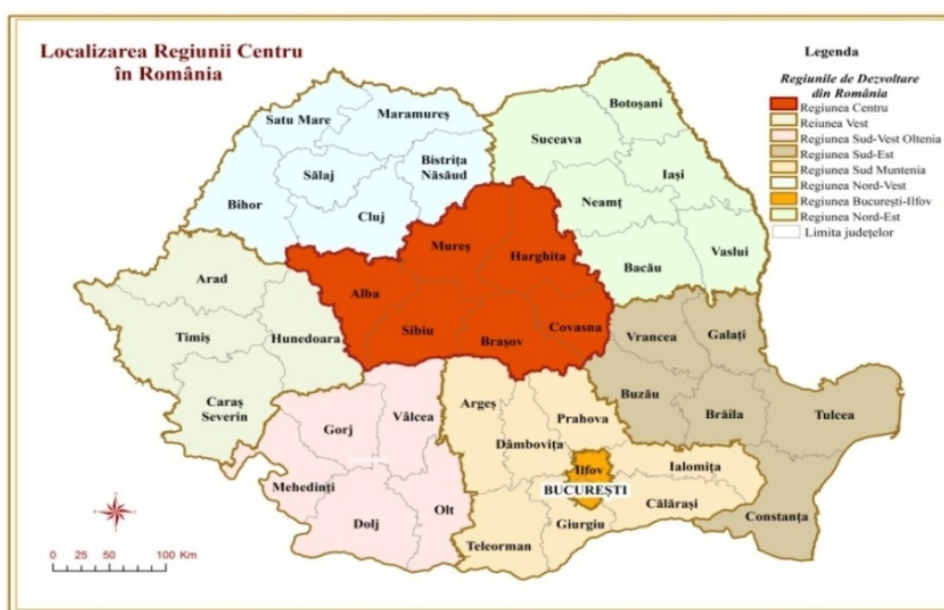 Localizarea Regiunii Centru
în România
Legenda
Regiunile de Dezvoltare
din România
Regiunea Centru
Reiunea Vest
Regiunea Sud-Vest Oltenia
Regiunea Sud-Est
Regiunea Sud Muntenia
Regiunea Nord-Vest
Regiunea București-Ilfov
Regiunea Nord-Est
Limita județelor
Satu Mare
Maramureș
Botoșani
Suceava
Sălaj
Bistrița
Năsăud
Iași
Bihor
Cluj
Neamț
Mureș
Harghita
Bacău
Vaslui
Arad
Alba
Timiș
Hunedoara
Sibiu
Brașov
Covasna
Vrancea
Galați
Caraș
Severin
Gorj
Vâlcea
Argeș
Prahova
Buzău
Brăila
Tulcea
Dâmbovița
Mehedinți
Ilfov
Ialomița
BUCUREȘTI
Dolj
Olt
Călărași
Giurgiu
Constanța
Teleorman
0 20 40 60 80 100 Km